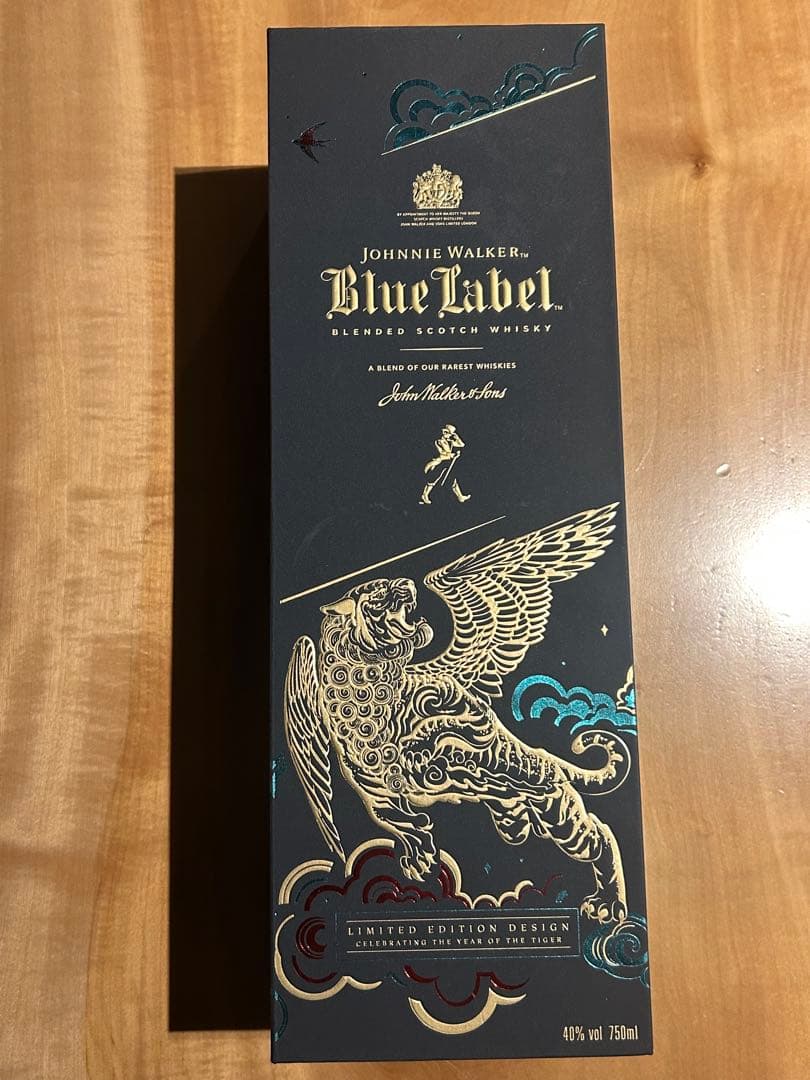 BY APPOINTMENT TO HER MAJESTY THE QUEEN
SCOTCH WHISKY DISTILLERS
JOHN WALKER AND SONS LIMITED LONDON
JOHNNIE WALKER™
Blue Label™
BLENDED SCOTCH WHISKY
A BLEND OF OUR RAREST WHISKIES
John Walker & Sons
LIMITED EDITION DESIGN
CELEBRATING THE YEAR OF THE TIGER
40% vol 750ml